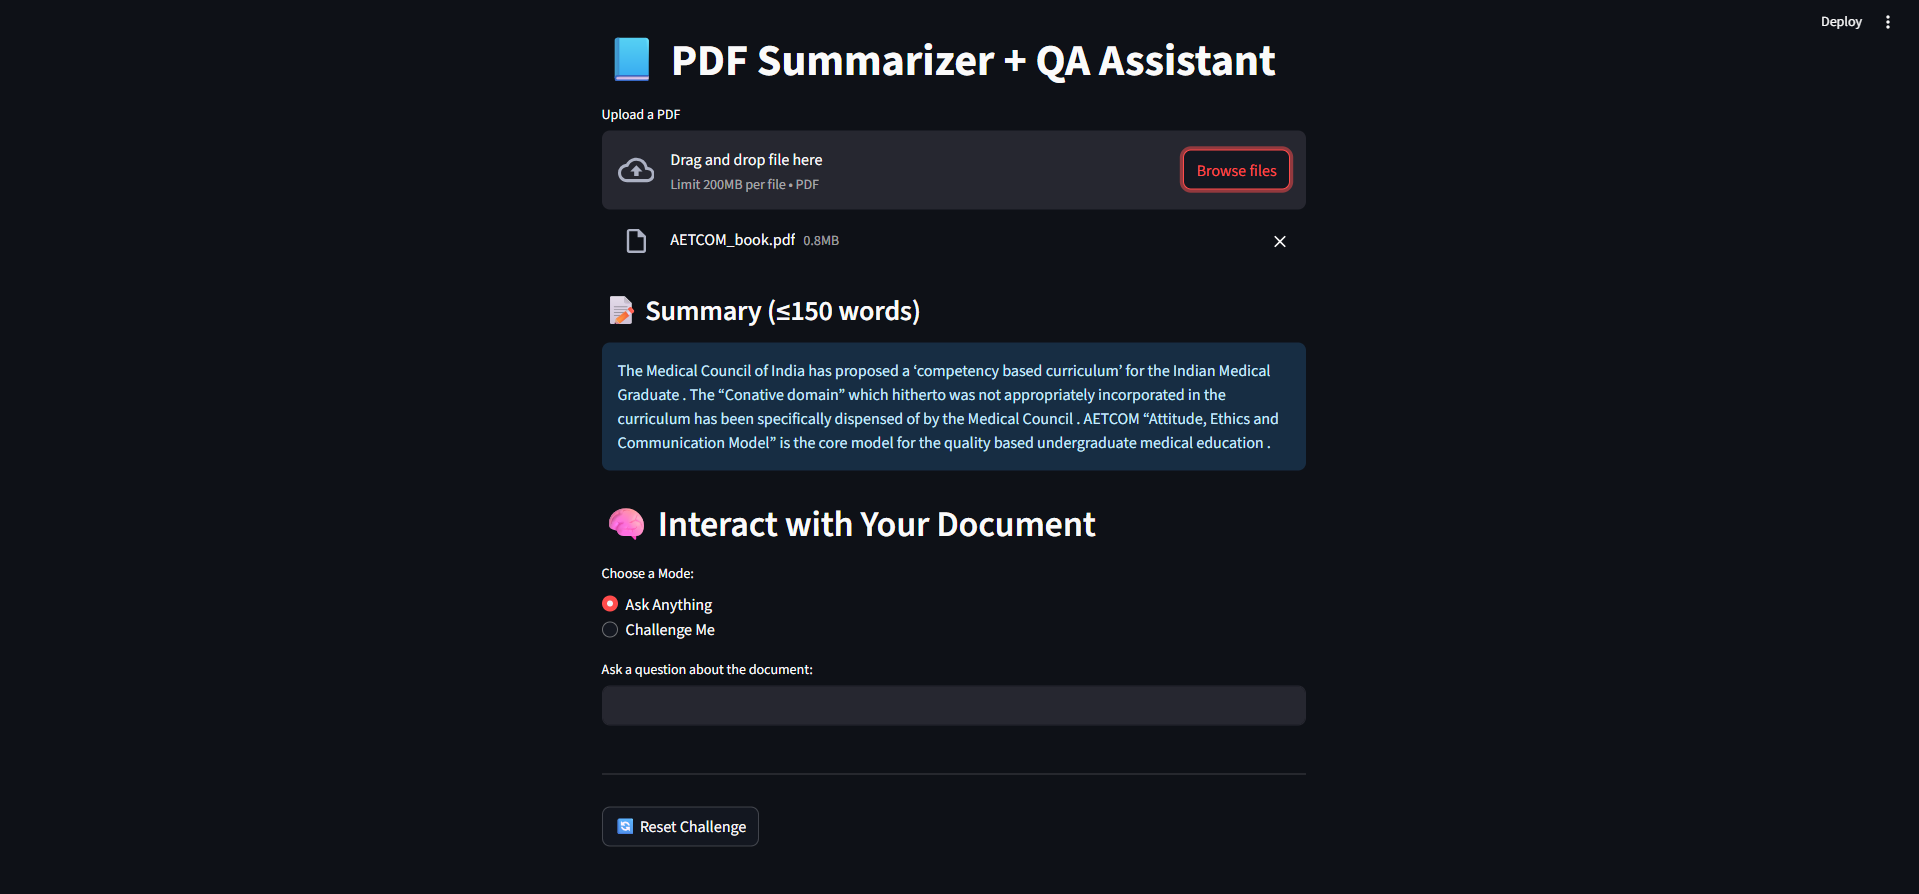 Deploy
PDF Summarizer + QA Assistant
Upload a PDF
Drag and drop file here
Limit 200MB per file • PDF
Browse files
AETCOM_book.pdf 0.8MB
Summary (≤150 words)
The Medical Council of India has proposed a ‘competency based curriculum’ for the Indian Medical
Graduate . The “Conative domain” which hitherto was not appropriately incorporated in the
curriculum has been specifically dispensed of by the Medical Council . AETCOM “Attitude, Ethics and
Communication Model” is the core model for the quality based undergraduate medical education .
Interact with Your Document
Choose a Mode:
Ask Anything
Challenge Me
Ask a question about the document:
Reset Challenge